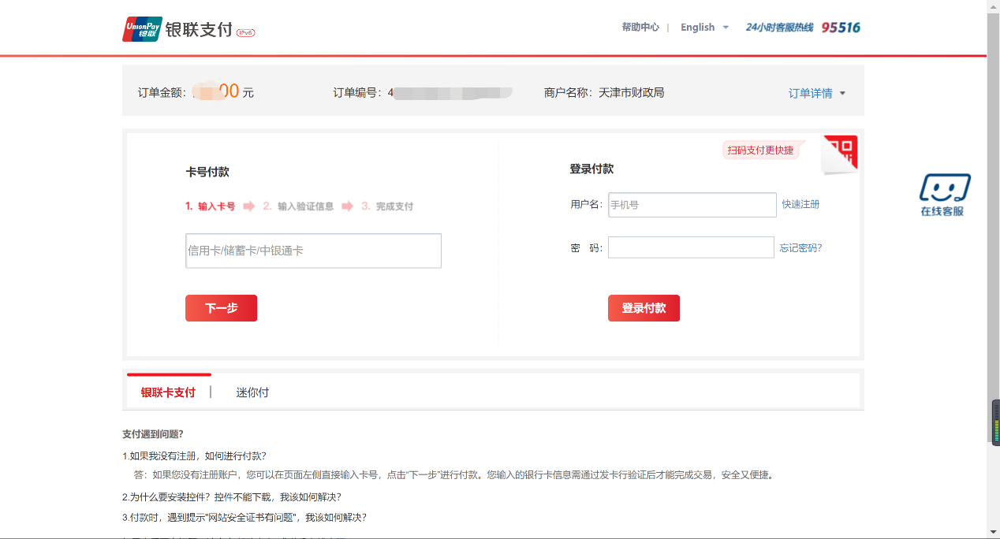 UnionPay 银联 银联支付 IPv6 帮助中心 | English 24小时客服热线 95516
订单金额: 00 元 订单编号: 4 商户名称: 天津市财政局 订单详情
扫码支付更快捷
卡号付款 登录付款
1. 输入卡号 2. 输入验证信息 3. 完成支付 用户名: 手机号 快速注册
在线客服
信用卡/储蓄卡/中银通卡 密 码: 忘记密码?
下一步 登录付款
银联卡支付 | 迷你付
支付遇到问题?
1.如果我没有注册，如何进行付款?
答：如果您没有注册账户，您可以在页面左侧直接输入卡号，点击“下一步”进行付款。您输入的银行卡信息需通过发卡行验证后才能完成交易，安全又便捷。
2.为什么要安装控件？控件不能下载，我该如何解决？
3.付款时，遇到提示"网站安全证书有问题"，我该如何解决？